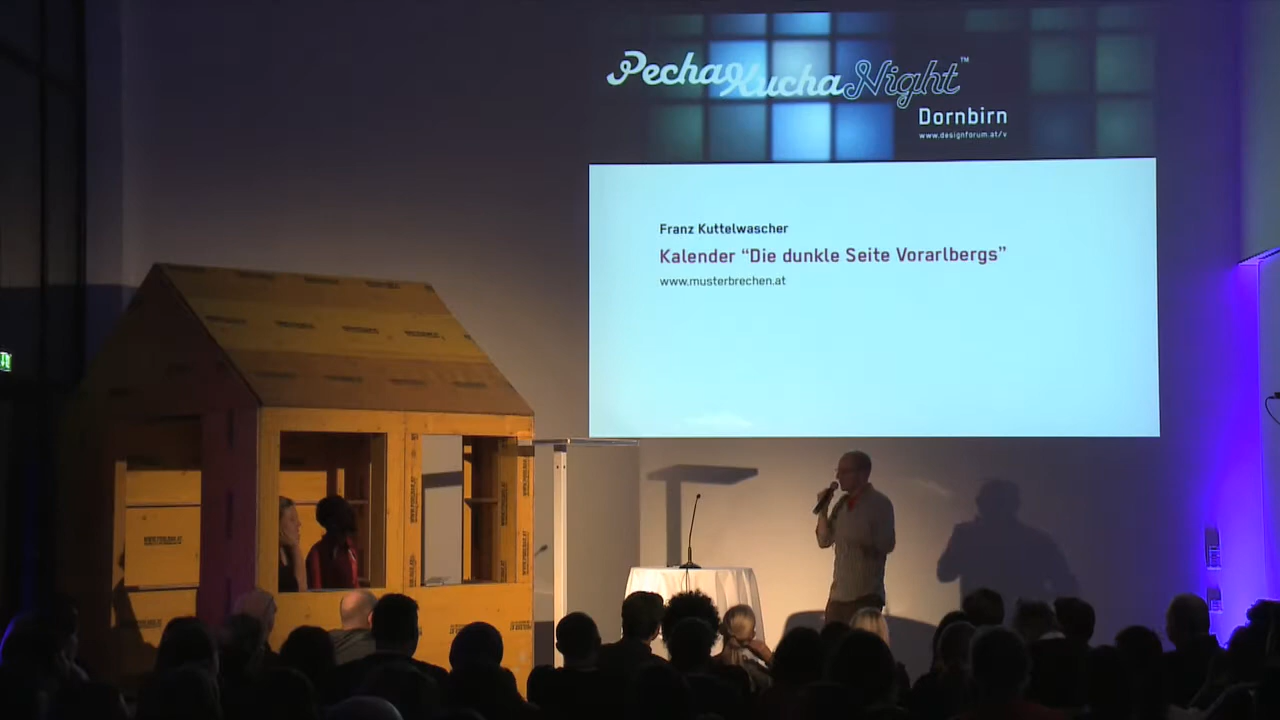 PechaKuchaNight™
Dornbirn
www.designforum.at/v
Franz Kuttelwascher
Kalender “Die dunkle Seite Vorarlbergs”
www.musterbrechen.at